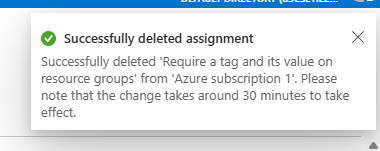 Successfully deleted assignment
Successfully deleted 'Require a tag and its value on
resource groups' from 'Azure subscription 1'. Please
note that the change takes around 30 minutes to take
effect.